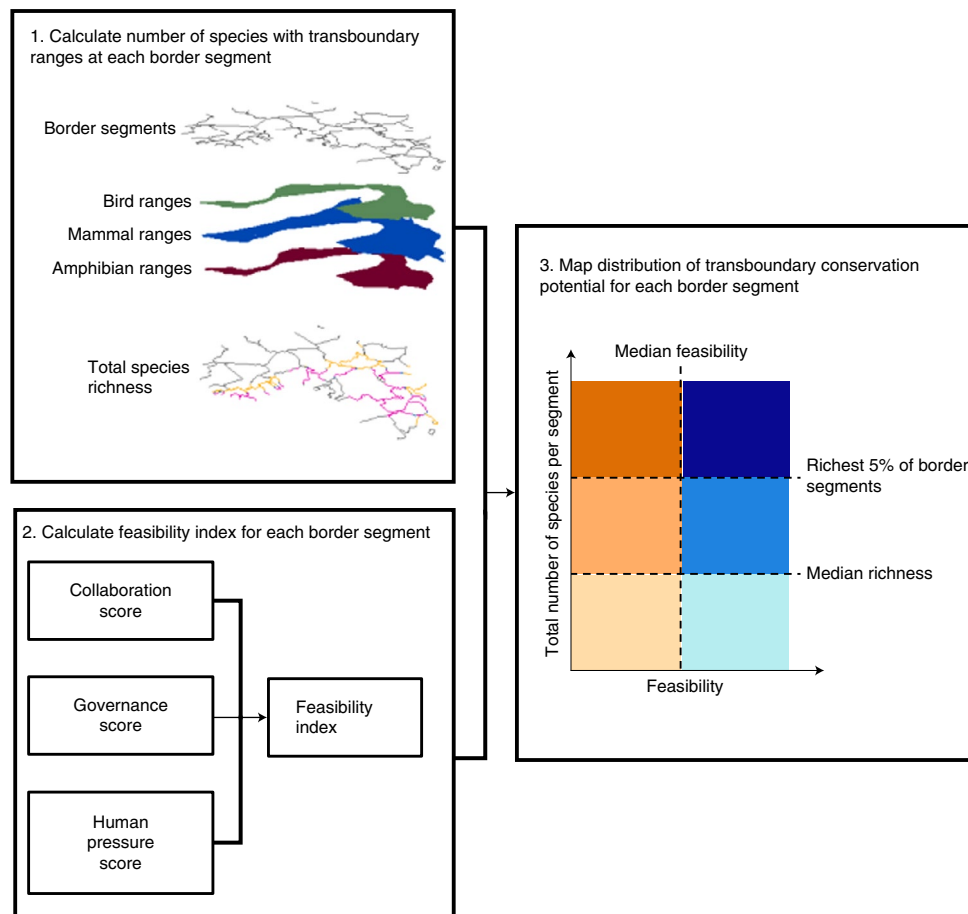 1. Calculate number of species with transboundary
ranges at each border segment
Border segments
Bird ranges
Mammal ranges
Amphibian ranges
Total species
richness
2. Calculate feasibility index for each border segment
Collaboration
score
Governance
score
Human
pressure
score
Feasibility
index
3. Map distribution of transboundary conservation
potential for each border segment
Median feasibility
Total number of species per segment
Richest 5% of border
segments
Median richness
Feasibility